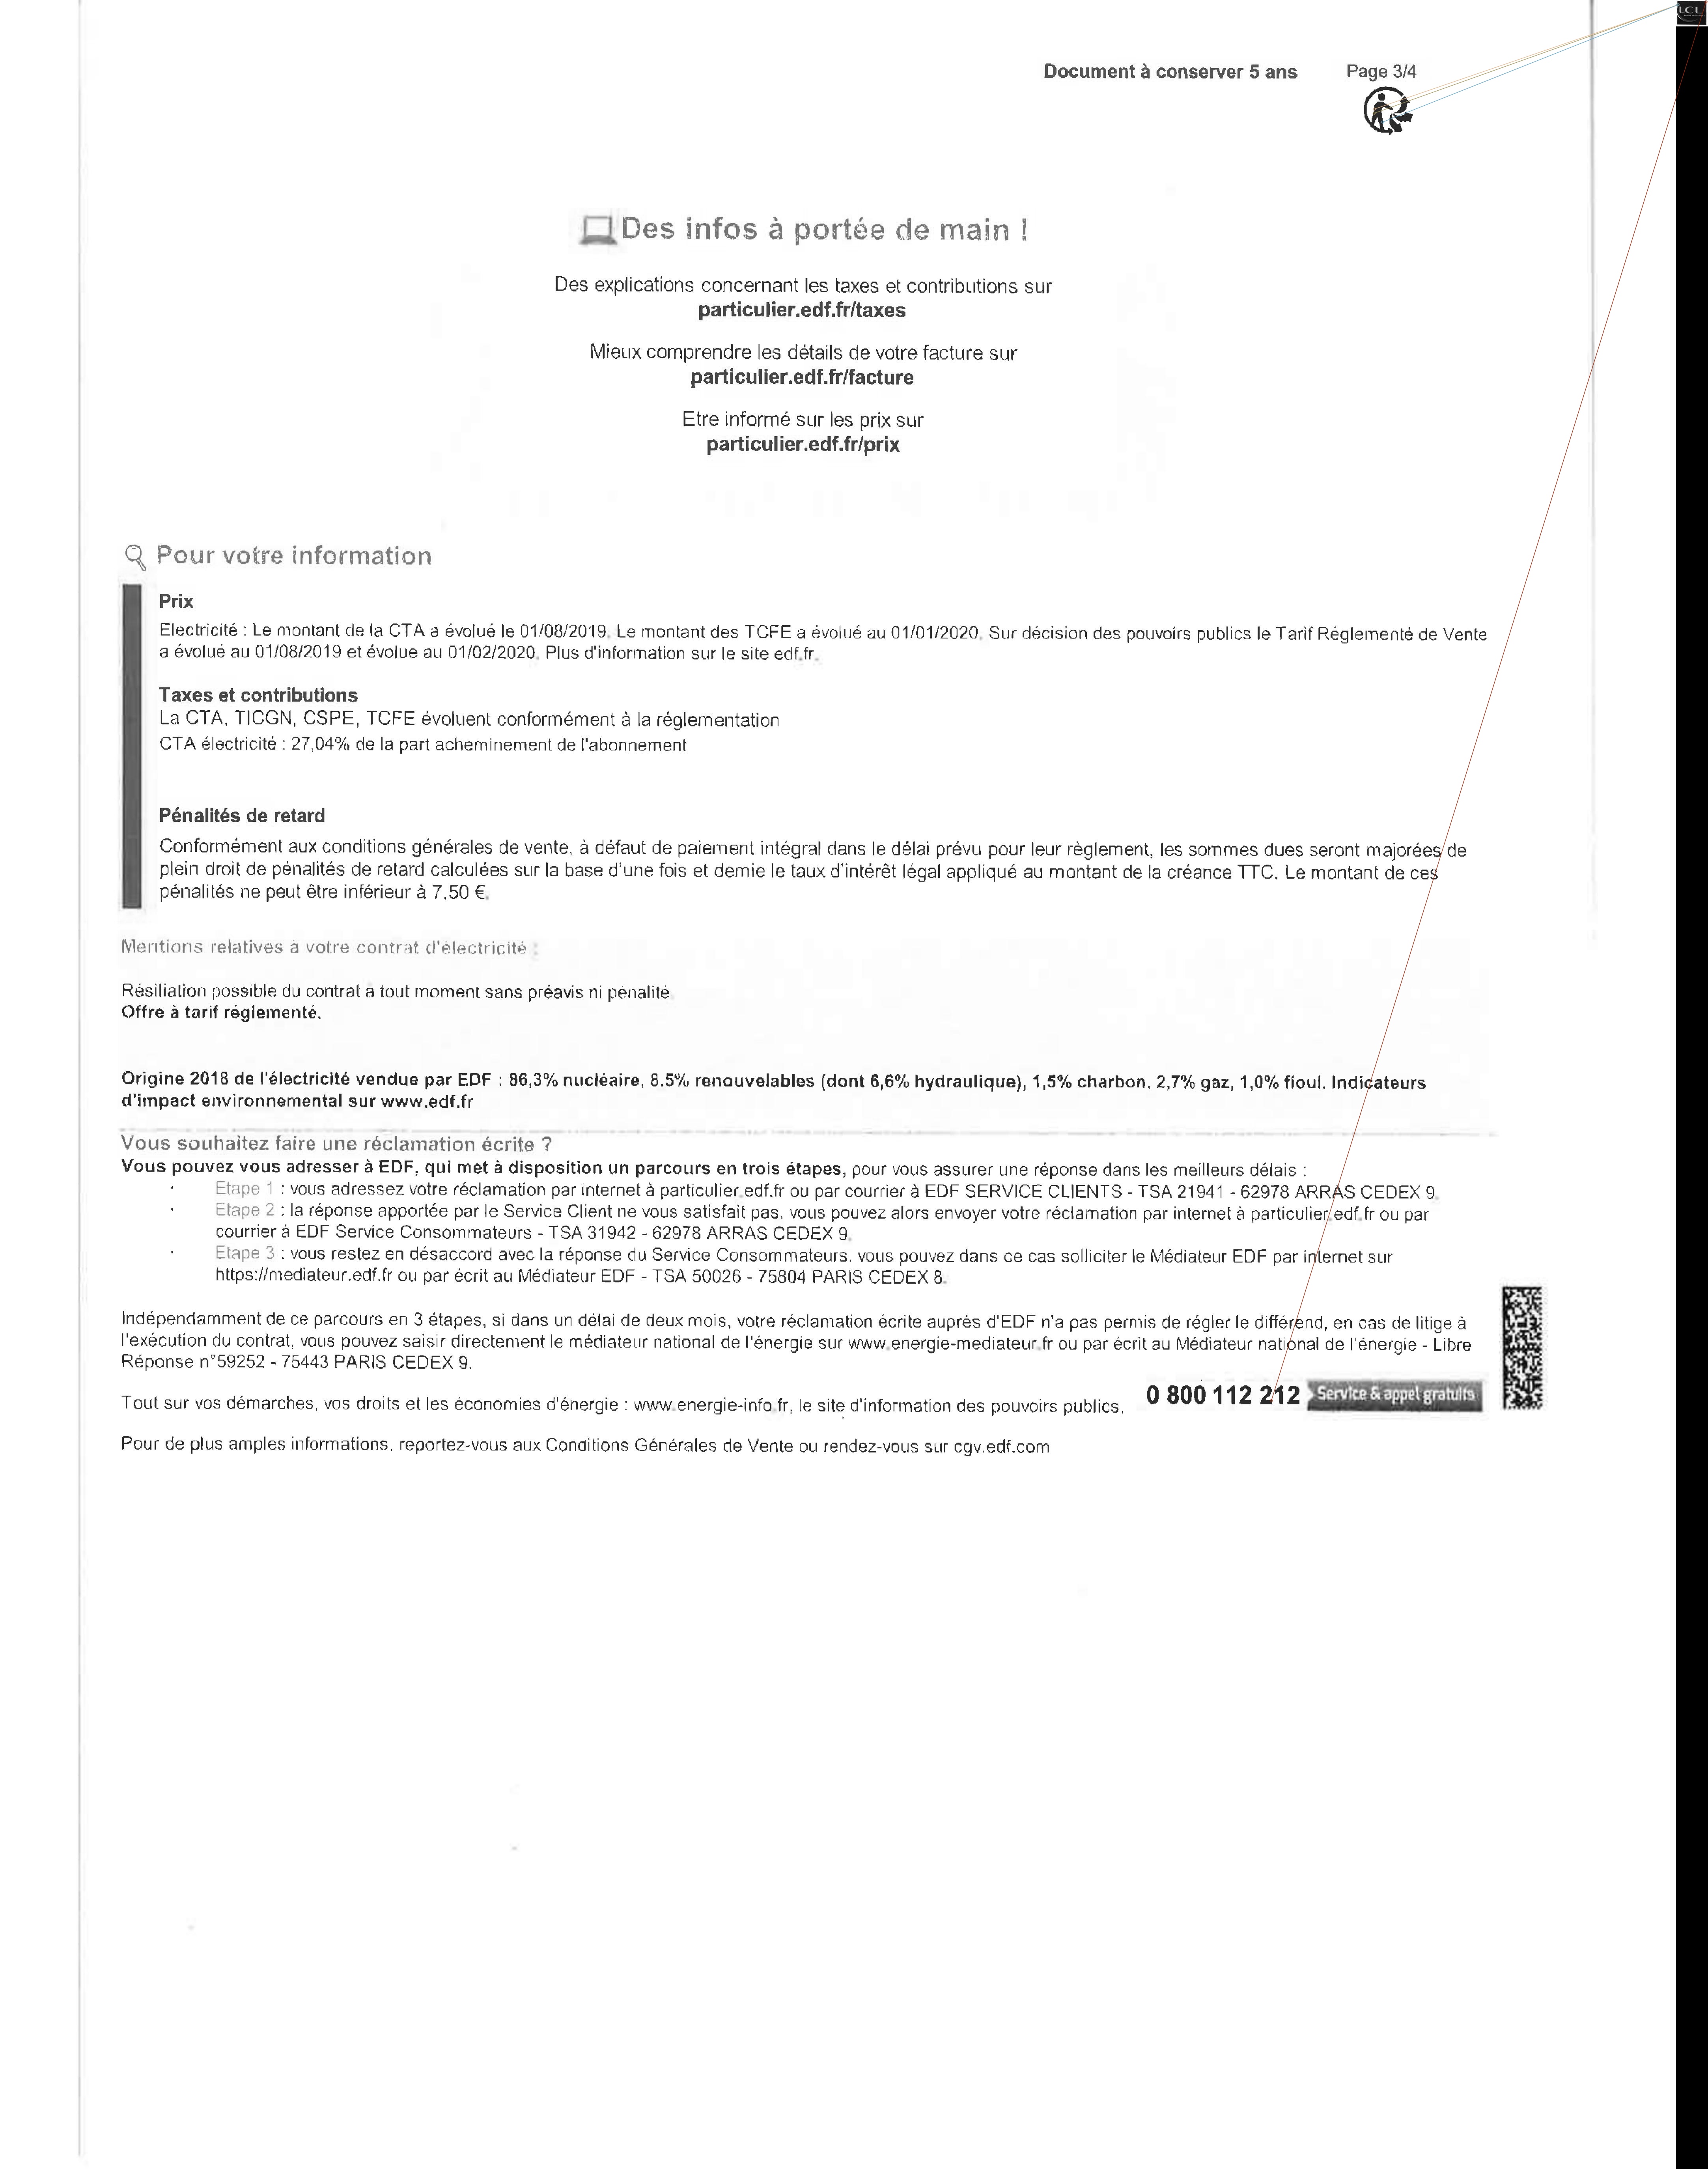 LCL
Document à conserver 5 ans Page 3/4
Des infos à portée de main !
Des explications concernant les taxes et contributions sur
particulier.edf.fr/taxes
Mieux comprendre les détails de votre facture sur
particulier.edf.fr/facture
Etre informé sur les prix sur
particulier.edf.fr/prix
Pour votre information
Prix
Electricité : Le montant de la CTA a évolué le 01/08/2019. Le montant des TCFE a évolué au 01/01/2020. Sur décision des pouvoirs publics le Tarif Réglementé de Vente
a évolué au 01/08/2019 et évolue au 01/02/2020. Plus d'information sur le site edf.fr.
Taxes et contributions
La CTA, TICGN, CSPE, TCFE évoluent conformément à la réglementation
CTA électricité : 27,04% de la part acheminement de l'abonnement
Pénalités de retard
Conformément aux conditions générales de vente, à défaut de paiement intégral dans le délai prévu pour leur règlement, les sommes dues seront majorées de
plein droit de pénalités de retard calculées sur la base d'une fois et demie le taux d'intérêt légal appliqué au montant de la créance TTC. Le montant de ces
pénalités ne peut être inférieur à 7.50 €.
Mentions relatives à votre contrat d'électricité :
Résiliation possible du contrat à tout moment sans préavis ni pénalité.
Offre à tarif réglementé.
Origine 2018 de l'électricité vendue par EDF : 86,3% nucléaire, 8.5% renouvelables (dont 6,6% hydraulique), 1,5% charbon, 2,7% gaz, 1,0% fioul. Indicateurs
d'impact environnemental sur www.edf.fr
Vous souhaitez faire une réclamation écrite ?
Vous pouvez vous adresser à EDF, qui met à disposition un parcours en trois étapes, pour vous assurer une réponse dans les meilleurs délais :
· Etape 1 : vous adressez votre réclamation par internet à particulier.edf.fr ou par courrier à EDF SERVICE CLIENTS - TSA 21941 - 62978 ARRAS CEDEX 9.
· Etape 2 : la réponse apportée par le Service Client ne vous satisfait pas, vous pouvez alors envoyer votre réclamation par internet à particulier.edf.fr ou par
courrier à EDF Service Consommateurs - TSA 31942 - 62978 ARRAS CEDEX 9.
· Etape 3 : vous restez en désaccord avec la réponse du Service Consommateurs, vous pouvez dans ce cas solliciter le Médiateur EDF par internet sur
https://mediateur.edf.fr ou par écrit au Médiateur EDF - TSA 50026 - 75804 PARIS CEDEX 8.
Indépendamment de ce parcours en 3 étapes, si dans un délai de deux mois, votre réclamation écrite auprès d'EDF n'a pas permis de régler le différend, en cas de litige à
l'exécution du contrat, vous pouvez saisir directement le médiateur national de l'énergie sur www.energie-mediateur.fr ou par écrit au Médiateur national de l'énergie - Libre
Réponse n°59252 - 75443 PARIS CEDEX 9.
Tout sur vos démarches, vos droits et les économies d'énergie : www.energie-info.fr, le site d'information des pouvoirs publics, 0 800 112 212 Service & appel gratuits
Pour de plus amples informations, reportez-vous aux Conditions Générales de Vente ou rendez-vous sur cgv.edf.com